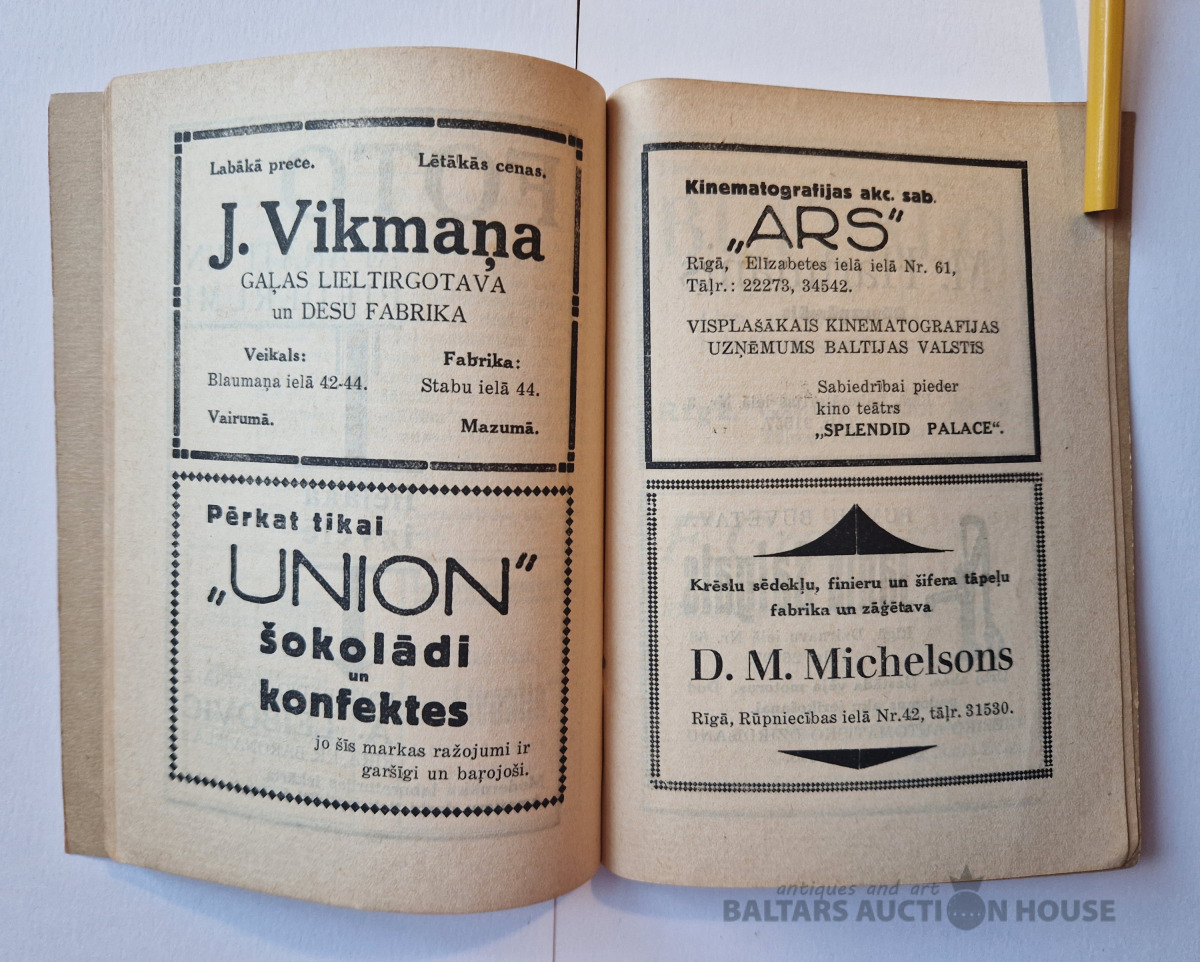 Labākā prece. Lētākās cenas.
J. Vikmaņa
GAĻAS LIELTIRGOTAVA
un DESU FABRIKA
Veikals: Fabrika:
Blaumaņa ielā 42-44. Stabu ielā 44.
Vairumā. Mazumā.
Pērkat tikai
„UNION“
šokolādi
un
konfektes
jo šīs markas ražojumi ir
garšīgi un baŗojoši.
Kinematografijas akc. sab.
„ARS“
Rīgā, Elīzabetes ielā ielā Nr. 61,
Tāļr.: 22273, 34542.
VISPLAŠĀKAIS KINEMATOGRAFIJAS
UZŅĒMUMS BALTIJAS VALSTĪS
Sabiedrībai pieder
kino teātrs
„SPLENDID PALACE“.
Krēslu sēdekļu, finieru un šifera tāpeļu
fabrika un zāģētava
D. M. Michelsons
Rīgā, Rūpniecības ielā Nr.42, tāļr. 31530.
antiques and art
BALTARS AUCTION HOUSE